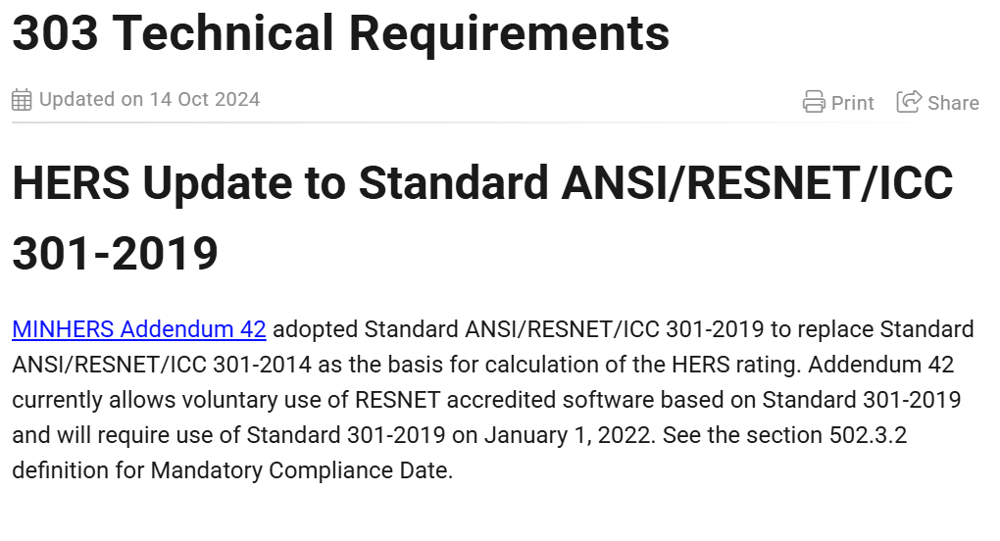 303 Technical Requirements
Updated on 14 Oct 2024
Print
Share
HERS Update to Standard ANSI/RESNET/ICC
301-2019
MINHERS Addendum 42 adopted Standard ANSI/RESNET/ICC 301-2019 to replace Standard
ANSI/RESNET/ICC 301-2014 as the basis for calculation of the HERS rating. Addendum 42
currently allows voluntary use of RESNET accredited software based on Standard 301-2019
and will require use of Standard 301-2019 on January 1, 2022. See the section 502.3.2
definition for Mandatory Compliance Date.